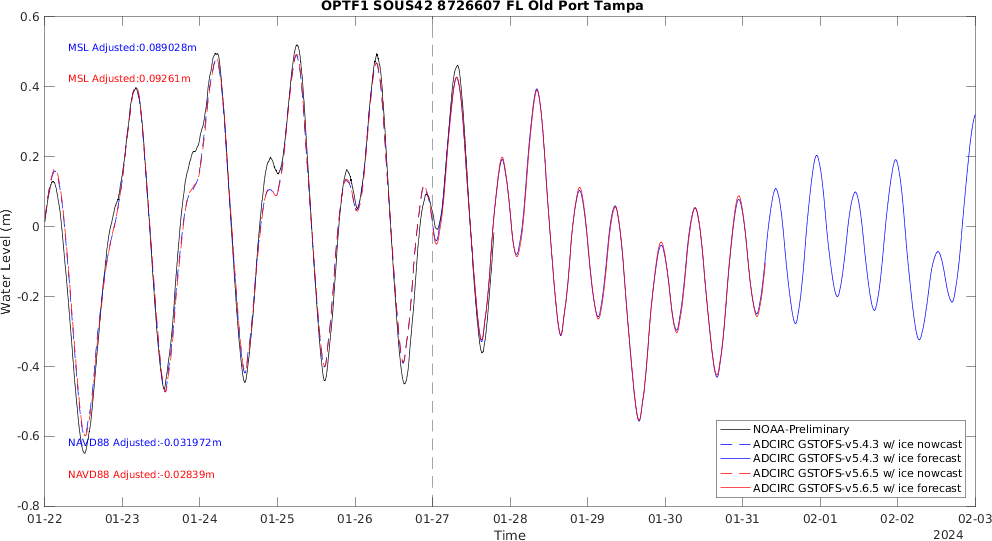 OPTF1 SOUS42 8726607 FL Old Port Tampa
0.6
MSL Adjusted:0.089028m
MSL Adjusted:0.09261m
0.4
0.2
0
-0.2
-0.4
-0.6
-0.8
Water Level (m)
NAVD88 Adjusted:-0.031972m
NAVD88 Adjusted:-0.02839m
NOAA-Preliminary
ADCIRC GSTOFS-v5.4.3 w/ ice nowcast
ADCIRC GSTOFS-v5.4.3 w/ ice forecast
ADCIRC GSTOFS-v5.6.5 w/ ice nowcast
ADCIRC GSTOFS-v5.6.5 w/ ice forecast
01-22 01-23 01-24 01-25 01-26 01-27 01-28 01-29 01-30 01-31 02-01 02-02 02-03
Time
2024